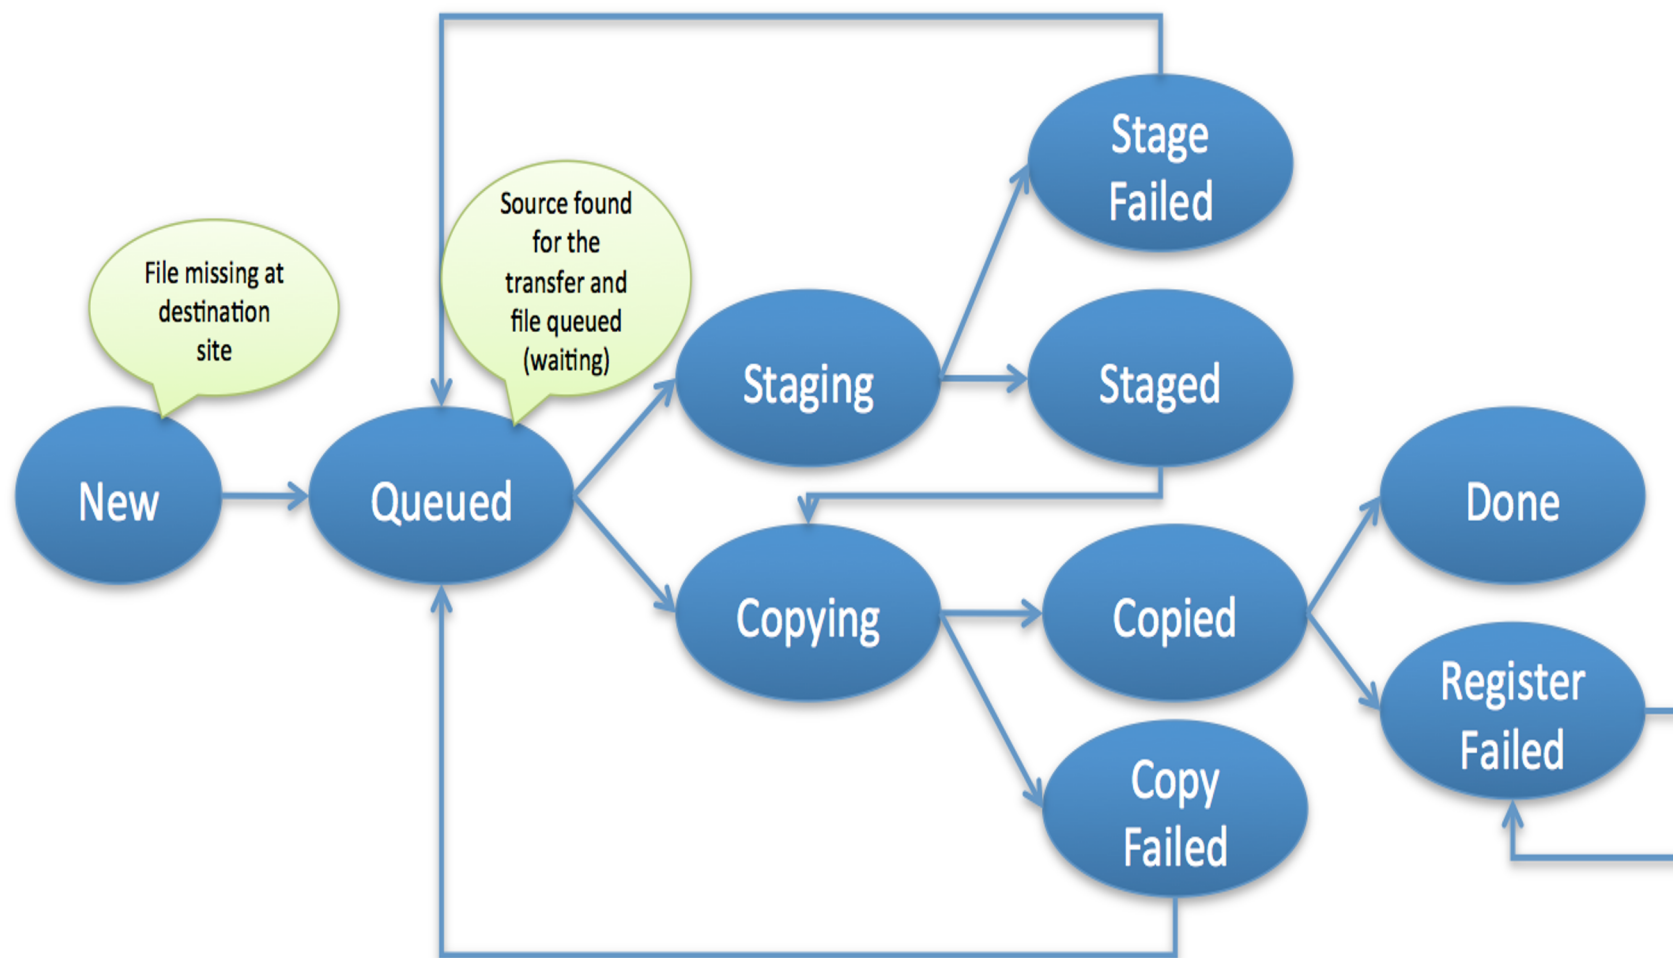 Stage
Failed
Source found
for the
transfer and
file queued
(waiting)
File missing at
destination
site
Staging
Staged
New
Queued
Done
Copying
Copied
Register
Failed
Copy
Failed